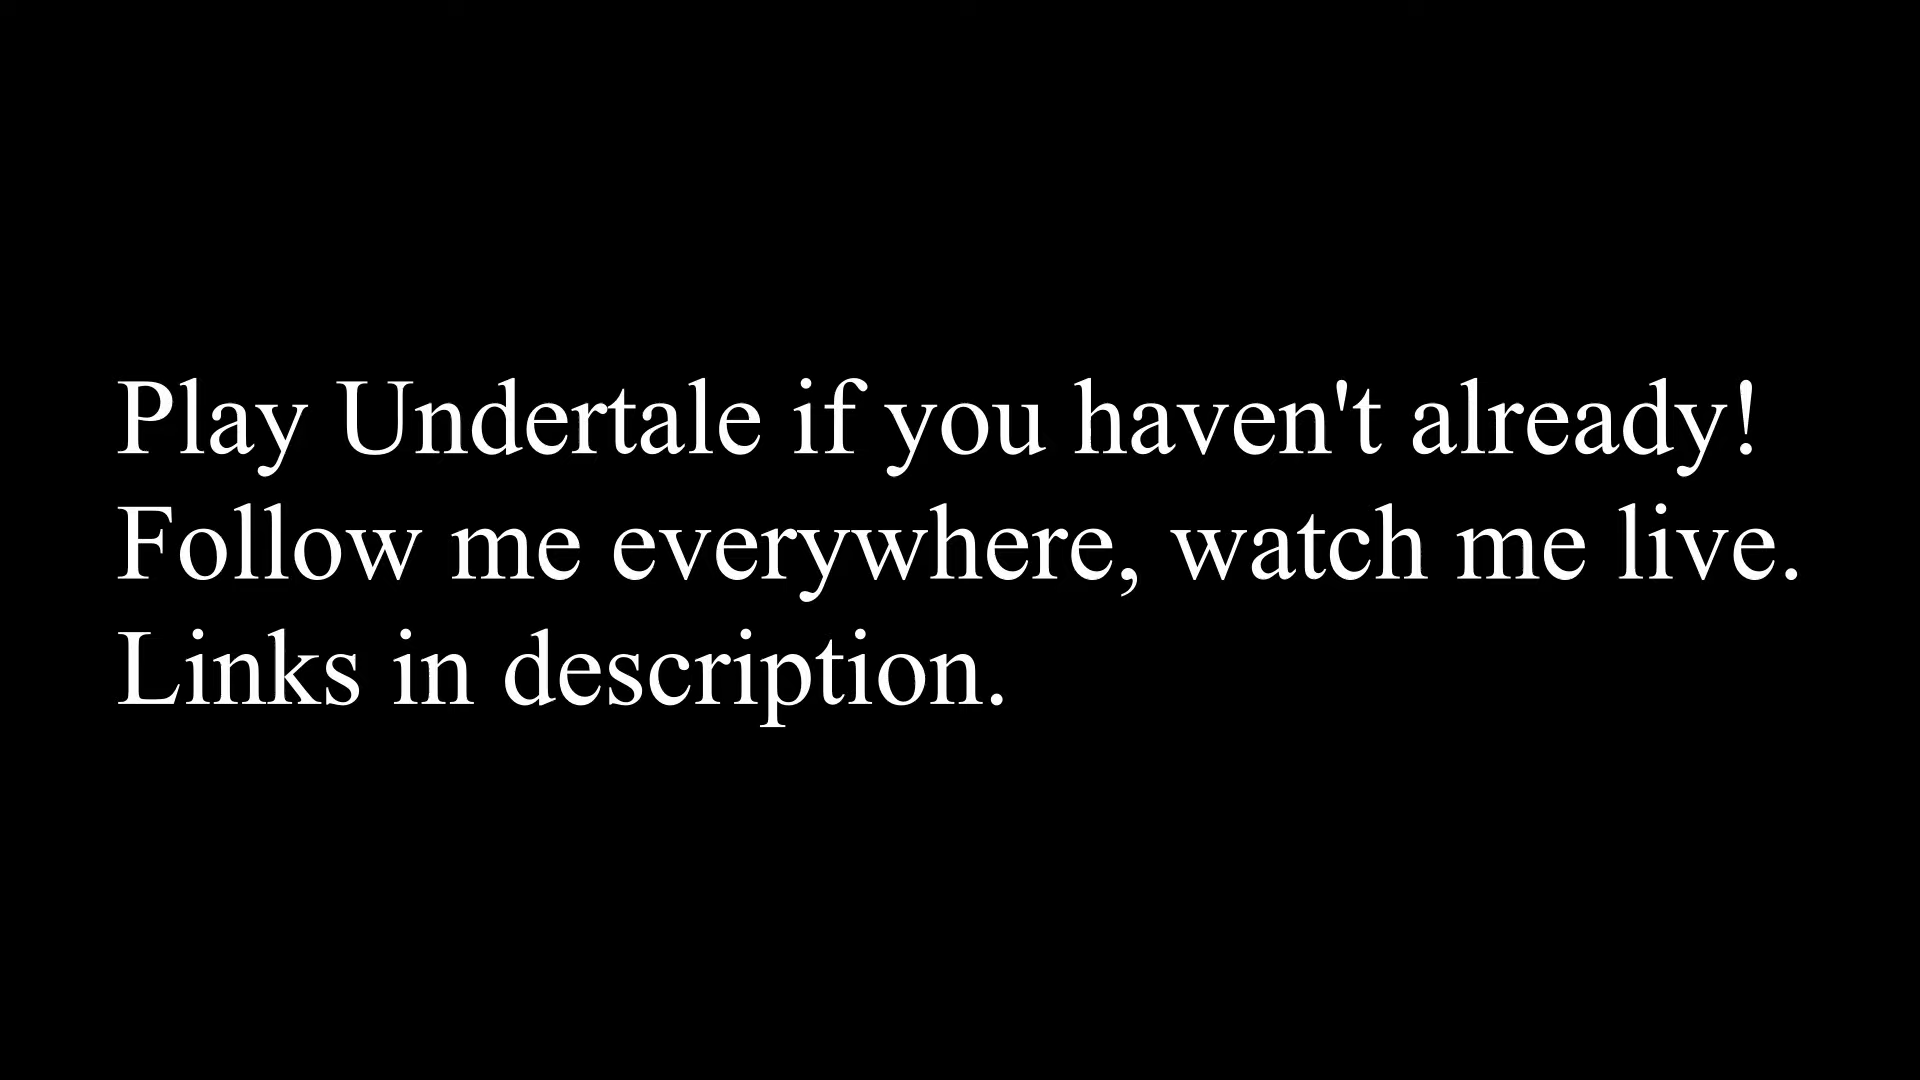 Play Undertale if you haven't already!
Follow me everywhere, watch me live.
Links in description.